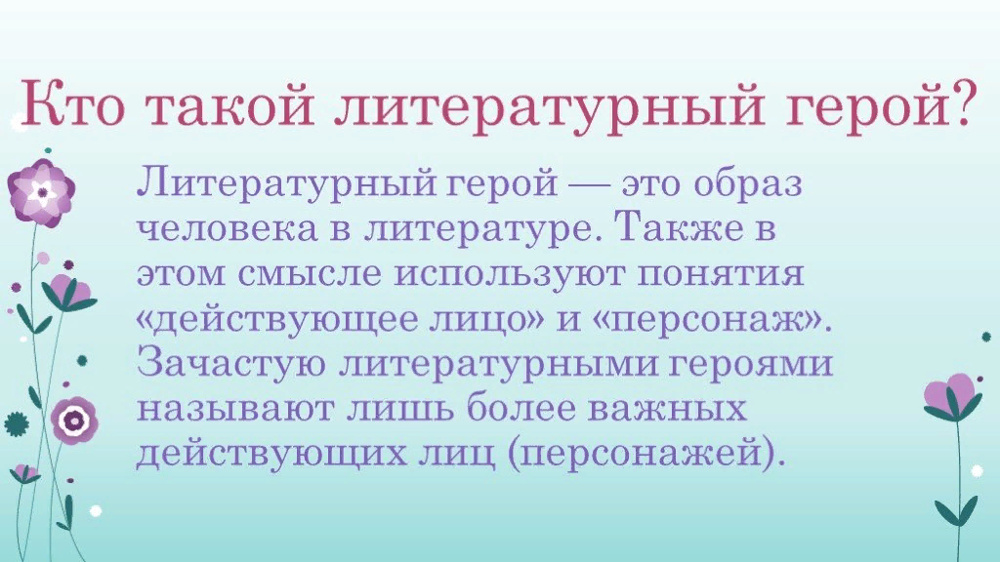 Кто такой литературный герой?
Литературный герой — это образ
человека в литературе. Также в
этом смысле используют понятия
«действующее лицо» и «персонаж».
Зачастую литературными героями
называют лишь более важных
действующих лиц (персонажей).